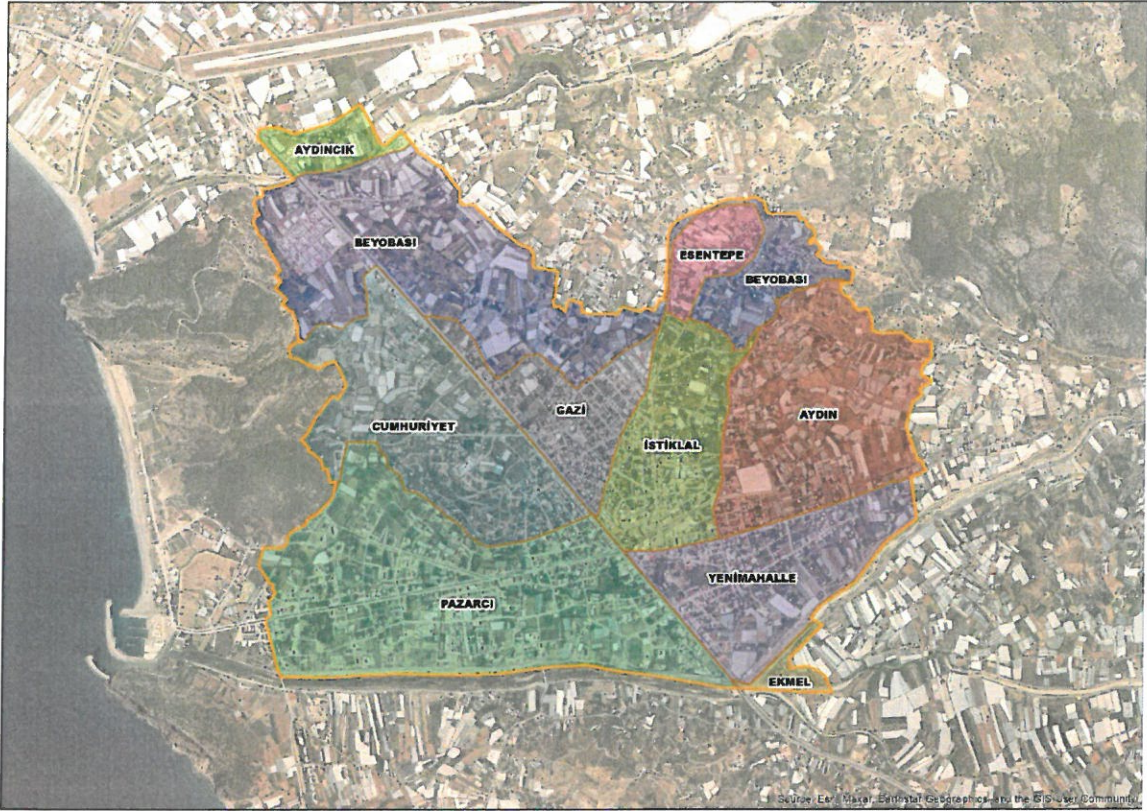 AYDINCIK
BEYOBASI
ESENTEPE
BEYOBASI
GAZİ
AYDIN
CUMHURİYET
İSTİKLAL
YENİMAHALLE
PAZARCI
EKMEL
Source: Esri, Maxar, Earthstar Geographics, and the GIS User Community